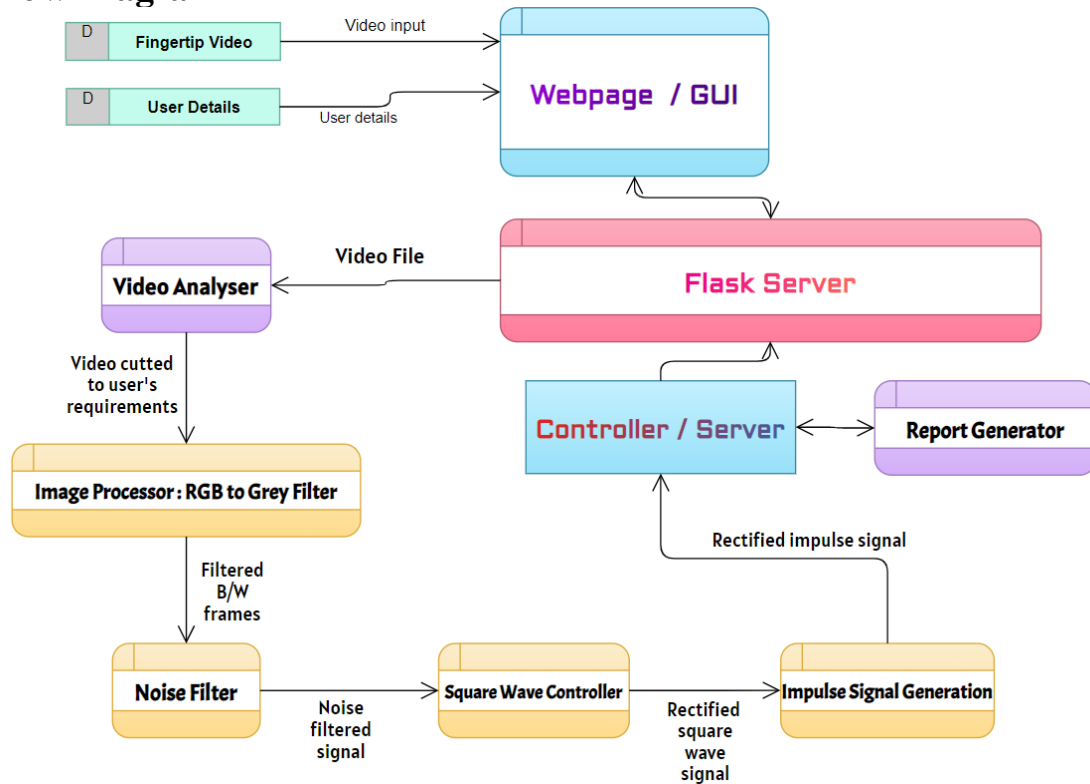 D
Fingertip Video
Video input
D
User Details
User details
Webpage / GUI
Flask Server
Video File
Video Analyser
Video cutted
to user's
requirements
Controller / Server
Report Generator
Image Processor : RGB to Grey Filter
Rectified impulse signal
Filtered
B/W
frames
Noise Filter
Noise
filtered
signal
Square Wave Controller
Rectified
square
wave
signal
Impulse Signal Generation